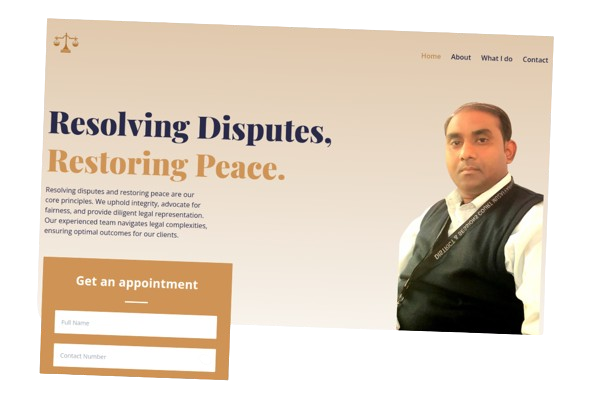 Home About What I do Contact
Resolving Disputes,
Restoring Peace.
Resolving disputes and restoring peace are our
core principles. We uphold integrity, advocate for
fairness, and provide diligent legal representation.
Our experienced team navigates legal complexities,
ensuring optimal outcomes for our clients.
Get an appointment
Full Name
Contact Number